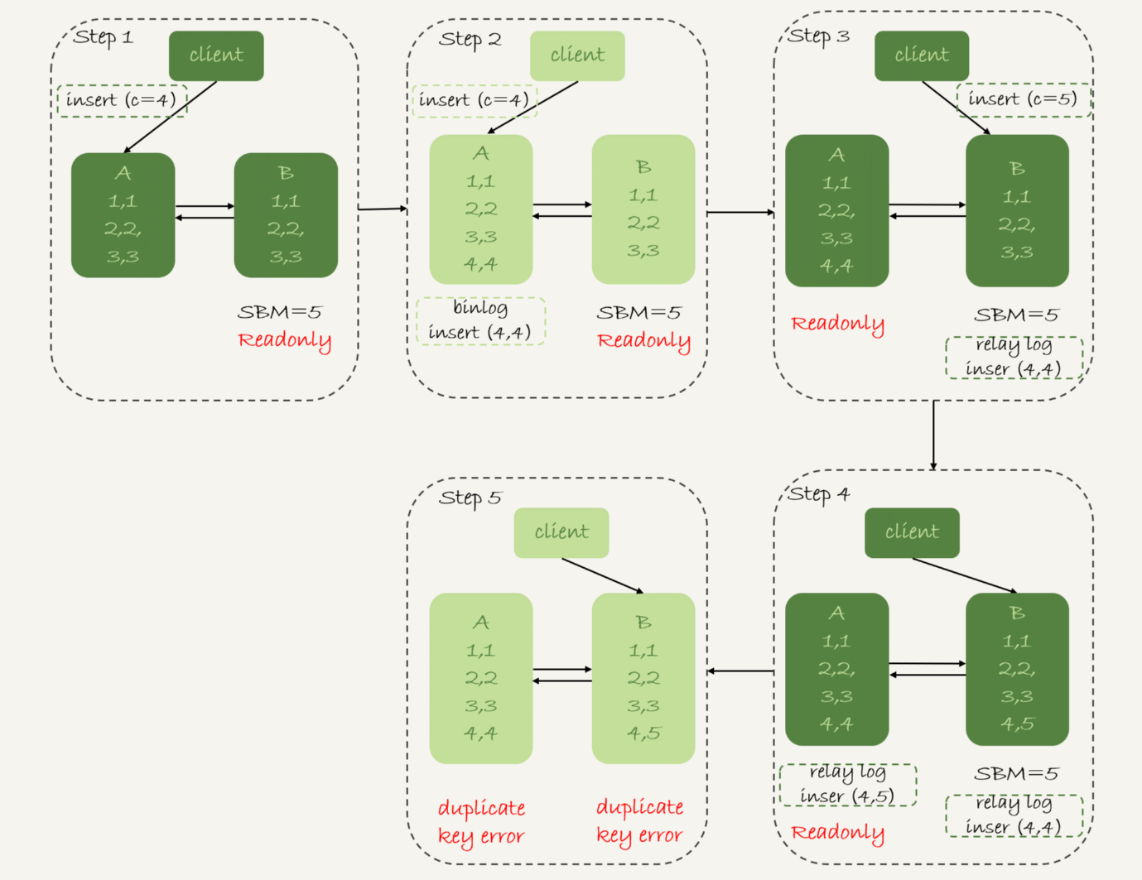 Step 1
client
insert (c=4)
A
1,1
2,2,
3,3
B
1,1
2,2,
3,3
SBM=5
Readonly
Step 2
client
insert (c=4)
A
1,1
2,2
3,3
4,4
B
1,1
2,2
3,3
binlog
insert (4,4)
SBM=5
Readonly
Step 3
client
insert (c=5)
A
1,1
2,2,
3,3
4,4
B
1,1
2,2,
3,3
Readonly
SBM=5
relay log
inser (4,4)
Step 4
client
A
1,1
2,2,
3,3
4,4
B
1,1
2,2,
3,3
4,5
relay log
inser (4,5)
Readonly
SBM=5
relay log
inser (4,4)
Step 5
client
A
1,1
2,2
3,3
4,4
B
1,1
2,2
3,3
4,5
duplicate
key error
duplicate
key error